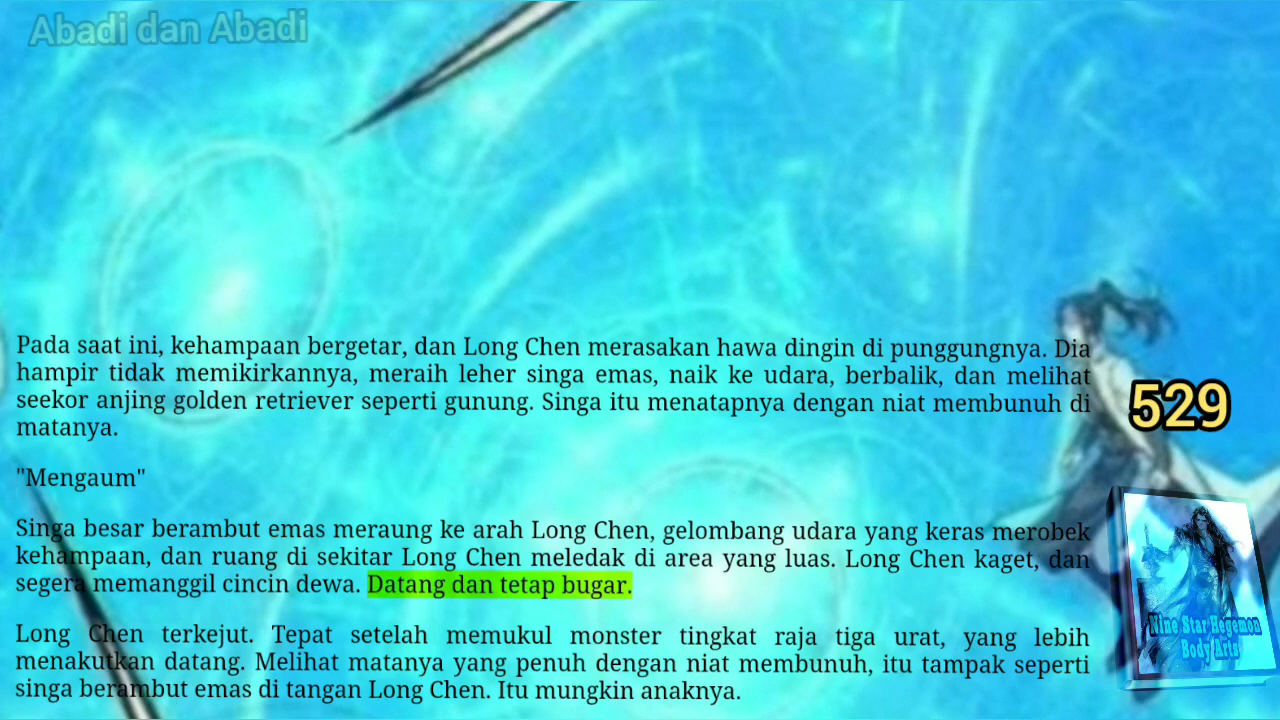 Abadi dan Abadi
Pada saat ini, kehampaan bergetar, dan Long Chen merasakan hawa dingin di punggungnya. Dia
hampir tidak memikirkannya, meraih leher singa emas, naik ke udara, berbalik, dan melihat
seekor anjing golden retriever seperti gunung. Singa itu menatapnya dengan niat membunuh di
matanya.
529
"Mengaum"
Singa besar berambut emas meraung ke arah Long Chen, gelombang udara yang keras merobek
kehampaan, dan ruang di sekitar Long Chen meledak di area yang luas. Long Chen kaget, dan
segera memanggil cincin dewa. Datang dan tetap bugar.
Long Chen terkejut. Tepat setelah memukul monster tingkat raja tiga urat, yang lebih
menakutkan datang. Melihat matanya yang penuh dengan niat membunuh, itu tampak seperti
singa berambut emas di tangan Long Chen. Itu mungkin anaknya.
Nine Star Hegemon
Body Arts